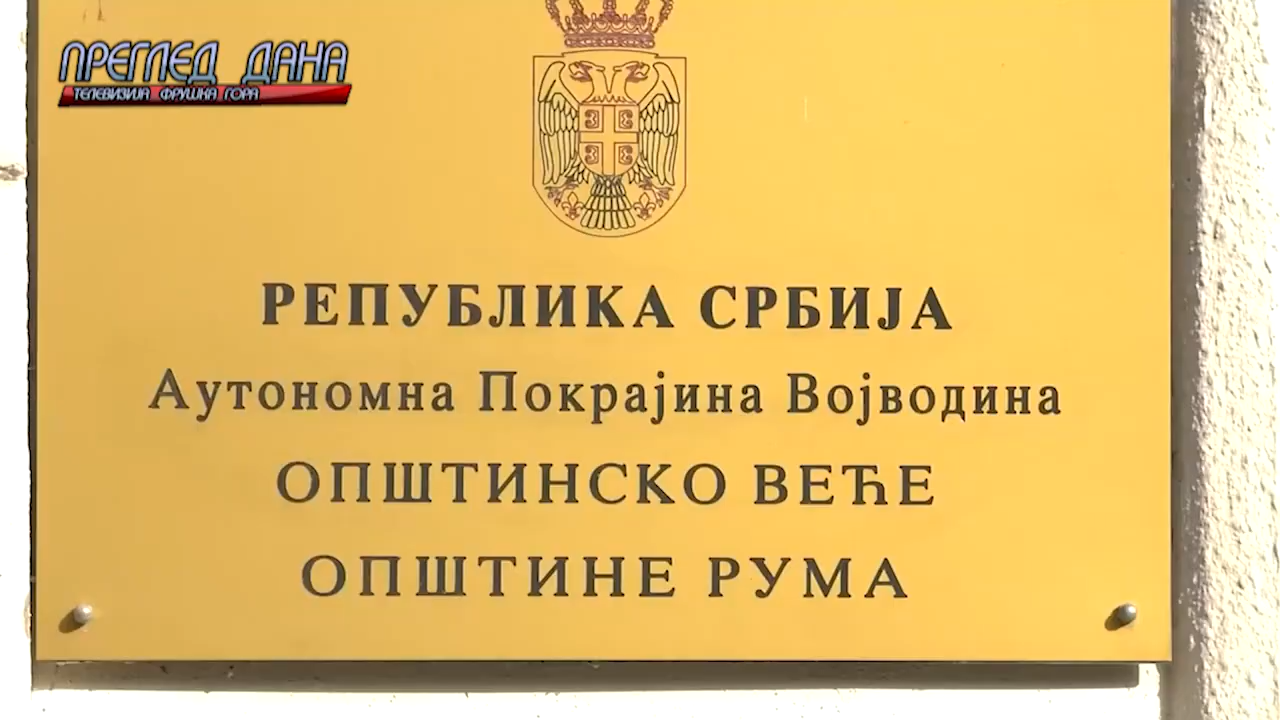 ПРЕГЛЕД ДАНА
ТЕЛЕВИЗИЈА ФРУШКА ГОРА
РЕПУБЛИКА СРБИЈА
Аутономна Покрајина Војводина
ОПШТИНСКО ВЕЋЕ
ОПШТИНЕ РУМА